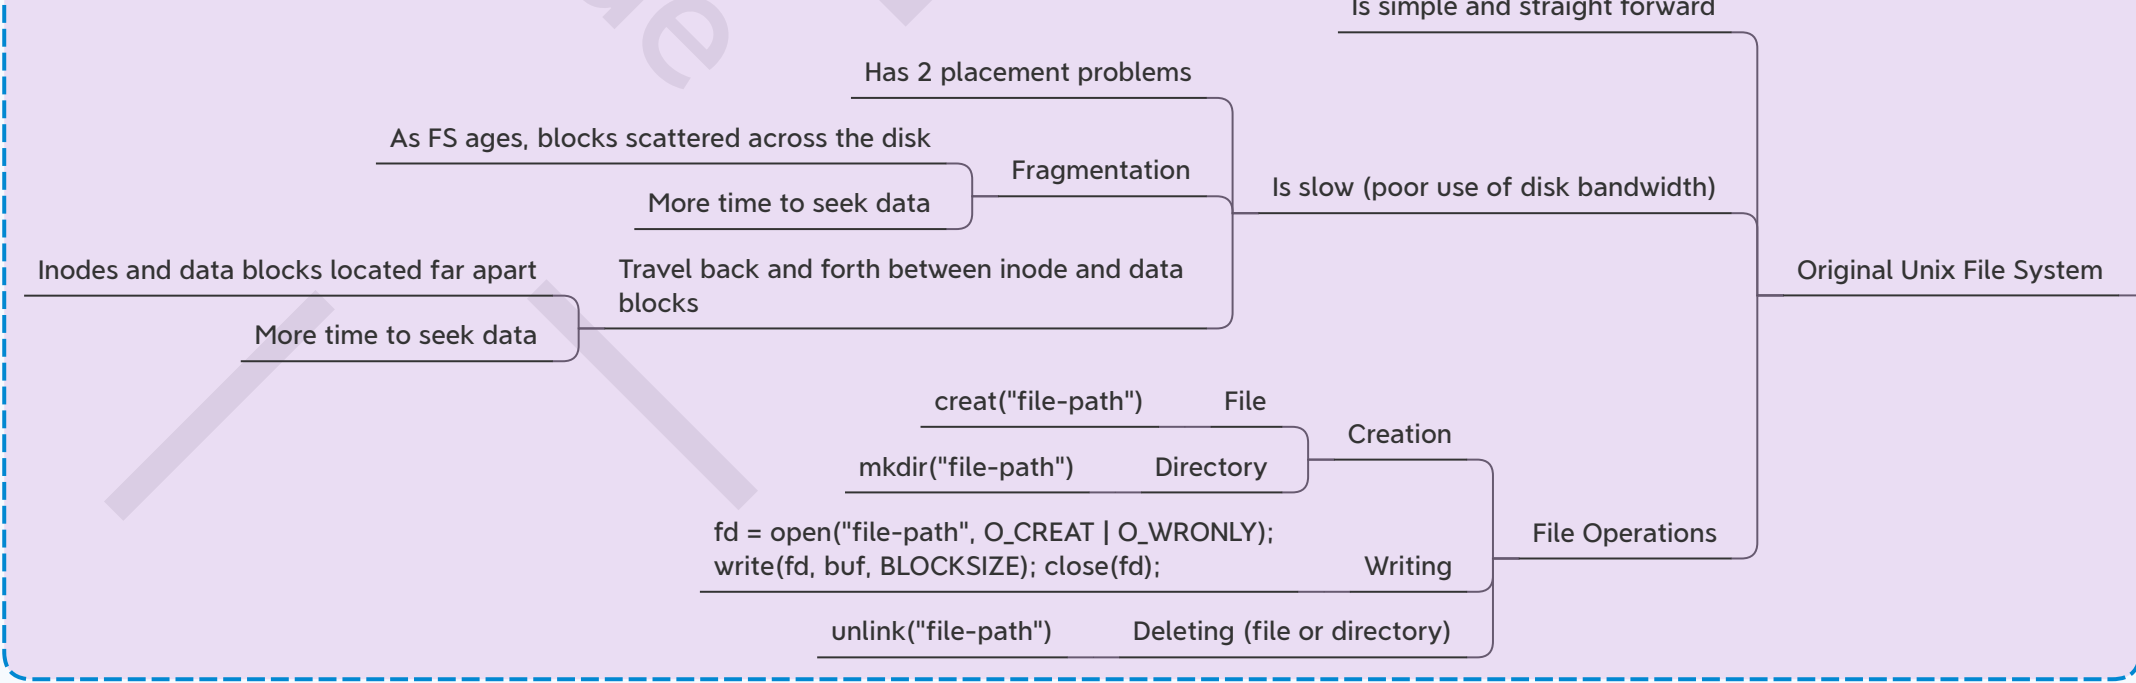 Is simple and straight forward
Has 2 placement problems
As FS ages, blocks scattered across the disk
Fragmentation
More time to seek data
Is slow (poor use of disk bandwidth)
Inodes and data blocks located far apart
Travel back and forth between inode and data
blocks
More time to seek data
Original Unix File System
creat("file-path")
File
Creation
mkdir("file-path")
Directory
fd = open("file-path", O_CREAT | O_WRONLY);
write(fd, buf, BLOCKSIZE); close(fd);
Writing
File Operations
unlink("file-path")
Deleting (file or directory)